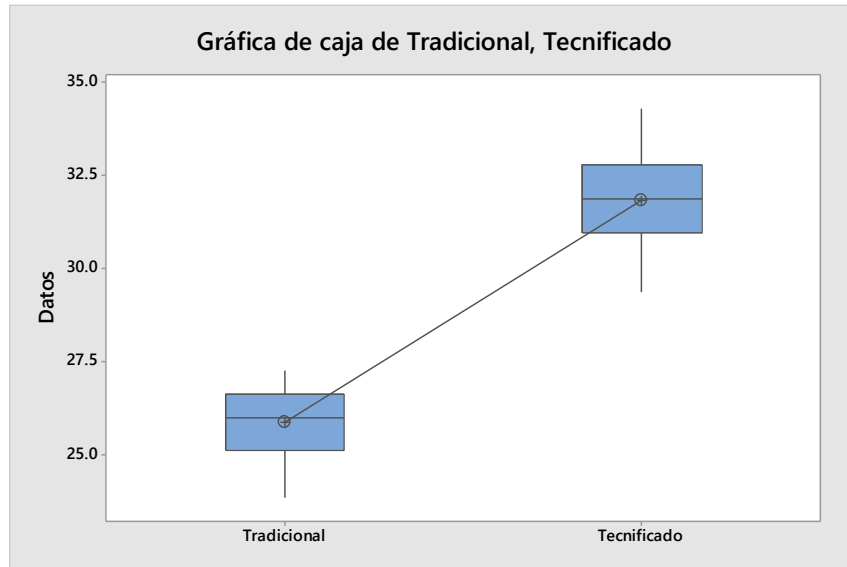 Gráfica de caja de Tradicional, Tecnificado
35.0
32.5
30.0
27.5
25.0
Datos
Tradicional
Tecnificado